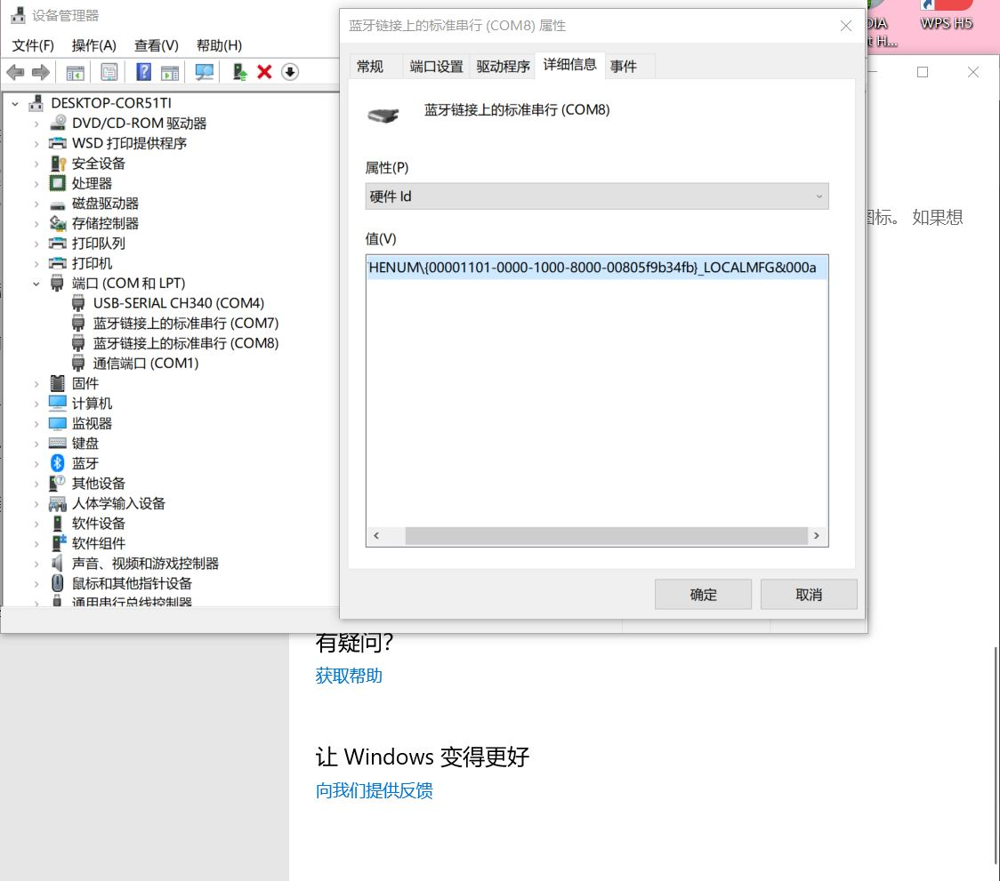 设备管理器
文件(F) 操作(A) 查看(V) 帮助(H)
DESKTOP-COR51TI
DVD/CD-ROM 驱动器
WSD 打印提供程序
安全设备
处理器
磁盘驱动器
存储控制器
打印队列
打印机
端口 (COM 和 LPT)
USB-SERIAL CH340 (COM4)
蓝牙链接上的标准串行 (COM7)
蓝牙链接上的标准串行 (COM8)
通信端口 (COM1)
固件
计算机
监视器
键盘
蓝牙
其他设备
人体学输入设备
软件设备
软件组件
声音、视频和游戏控制器
鼠标和其他指针设备
通用串行总线控制器
蓝牙链接上的标准串行 (COM8) 属性
常规 端口设置 驱动程序 详细信息 事件
蓝牙链接上的标准串行 (COM8)
属性(P)
硬件 Id
值(V)
HENUM\{00001101-0000-1000-8000-00805f9b34fb}_LOCALMFG&000a
确定 取消
DIA
t Hi...
WPS H5
图标。 如果想
有疑问?
获取帮助
让 Windows 变得更好
向我们提供反馈